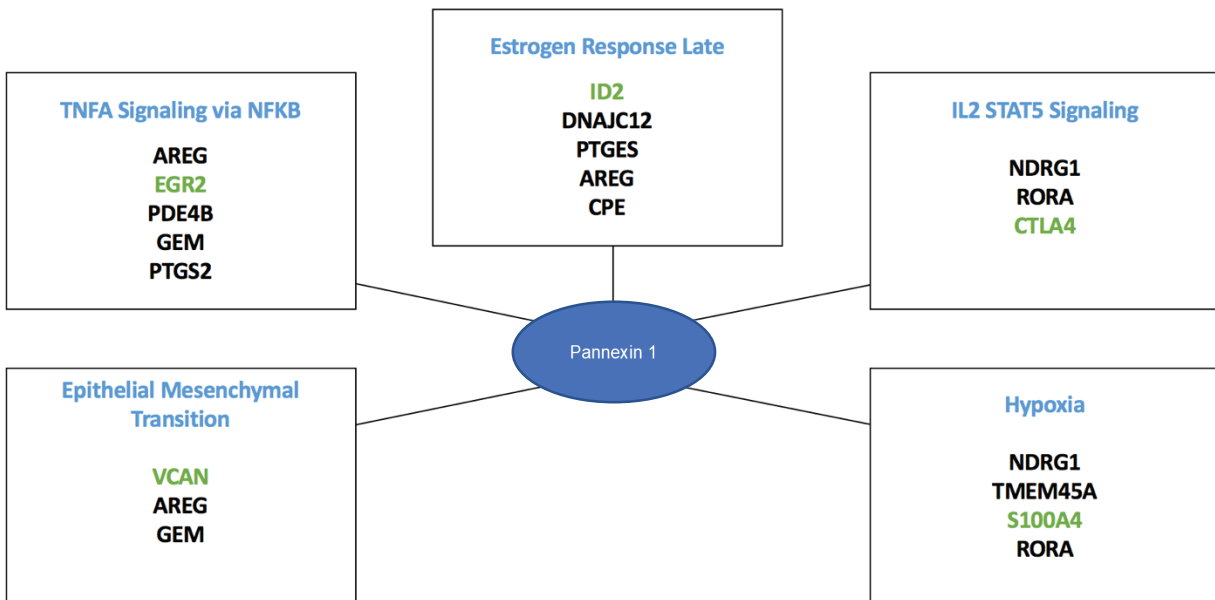 TNFA Signaling via NFKB
AREG
EGR2
PDE4B
GEM
PTGS2
Estrogen Response Late
ID2
DNAJC12
PTGES
AREG
CPE
IL2 STAT5 Signaling
NDRG1
RORA
CTLA4
Pannexin 1
Epithelial Mesenchymal
Transition
VCAN
AREG
GEM
Hypoxia
NDRG1
TMEM45A
S100A4
RORA